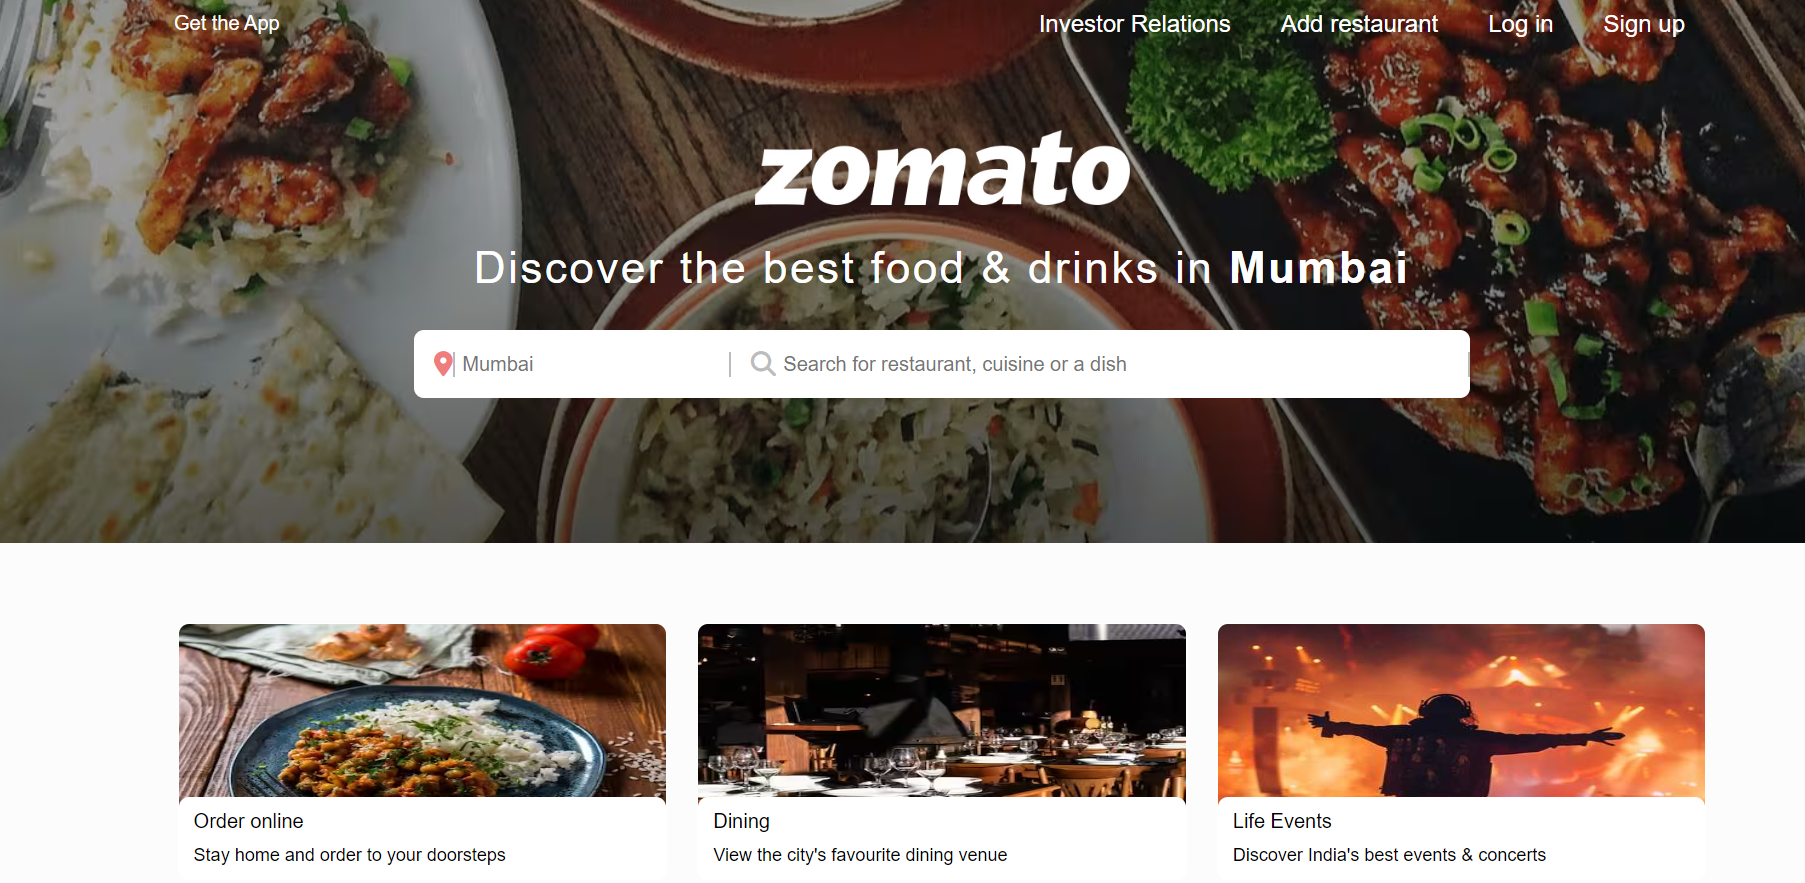 Get the App
Investor Relations
Add restaurant
Log in
Sign up
zomato
Discover the best food & drinks in Mumbai
Mumbai
Search for restaurant, cuisine or a dish
Order online
Stay home and order to your doorsteps
Dining
View the city's favourite dining venue
Life Events
Discover India's best events & concerts